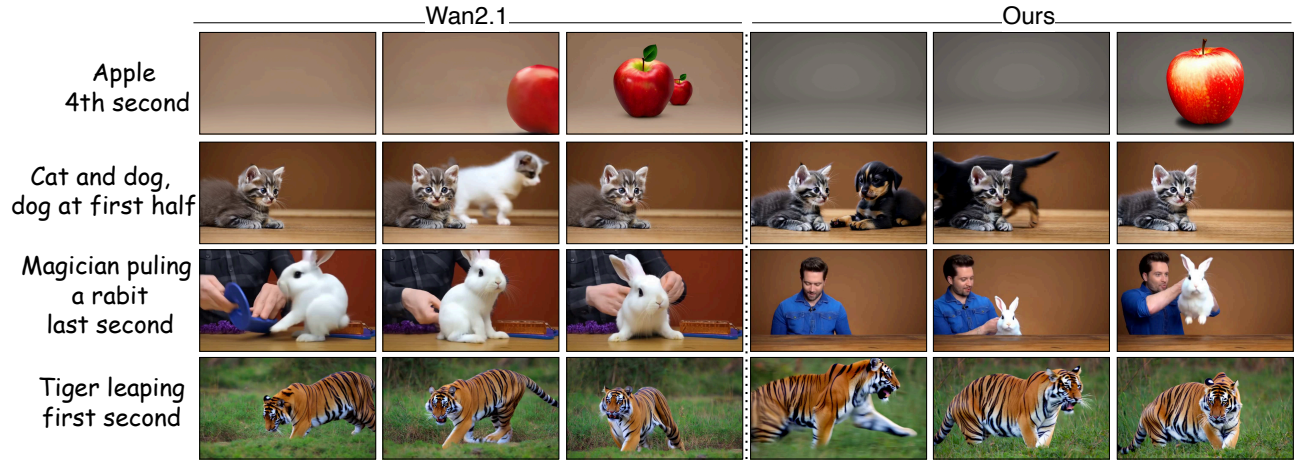 Wan2.1
Ours
Apple
4th second
Cat and dog,
dog at first half
Magician puling
a rabit
last second
Tiger leaping
first second